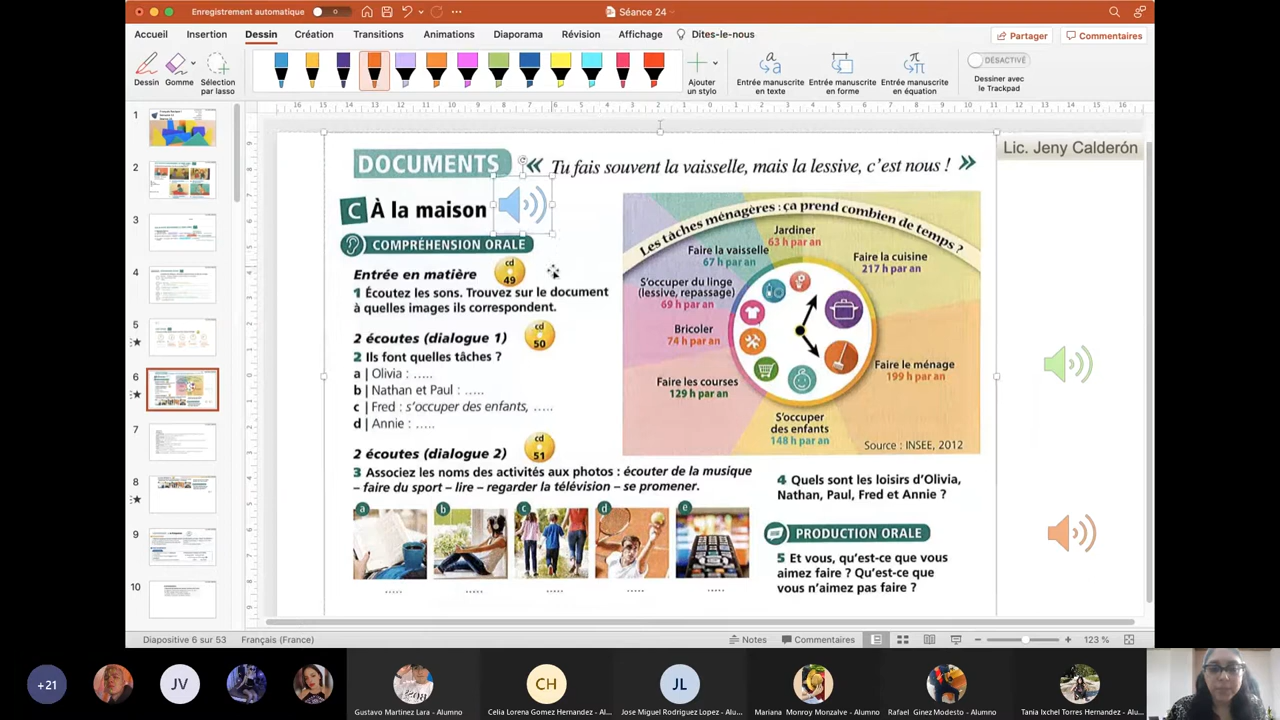 Enregistrement automatique
Séance 24
Accueil
Insertion
Dessin
Création
Transitions
Animations
Diaporama
Révision
Affichage
Dites-le-nous
Partager
Commentaires
Dessin
Gomme
Sélection
par lasso
Ajouter
un stylo
Entrée manuscrite
en texte
Entrée manuscrite
en forme
Entrée manuscrite
en équation
DÉSACTIVÉ
Dessiner avec
le Trackpad
1
2
3
4
5
6
7
8
9
10
DOCUMENTS
« Tu fais souvent la vaisselle, mais la lessive, c'est nous ! »
Lic. Jeny Calderón
C À la maison
COMPRÉHENSION ORALE
Entrée en matière
cd
49
1 Écoutez les sons. Trouvez sur le document
à quelles images ils correspondent.
2 écoutes (dialogue 1)
cd
50
2 Ils font quelles tâches ?
a | Olivia : .....
b | Nathan et Paul : .....
c | Fred : s'occuper des enfants, .....
d | Annie : .....
2 écoutes (dialogue 2)
cd
51
3 Associez les noms des activités aux photos : écouter de la musique
– faire du sport – lire – regarder la télévision – se promener.
a
b
c
d
e
.....
.....
.....
.....
.....
Les tâches ménagères : ça prend combien de temps ?
Jardiner
63 h par an
Faire la vaisselle
67 h par an
Faire la cuisine
217 h par an
S'occuper du linge
(lessive, repassage)
69 h par an
Bricoler
74 h par an
Faire le ménage
199 h par an
Faire les courses
129 h par an
S'occuper
des enfants
148 h par an
Source : INSEE, 2012
4 Quels sont les loisirs d'Olivia,
Nathan, Paul, Fred et Annie ?
PRODUCTION ORALE
5 Et vous, qu'est-ce que vous
aimez faire ? Qu'est-ce que
vous n'aimez pas faire ?
Diapositive 6 sur 53
Français (France)
Notes
Commentaires
123 %
+21
JV
CH
JL
Gustavo Martinez Lara - Alumno
Celia Lorena Gomez Hernandez - Al...
Jose Miguel Rodriguez Lopez - Alu...
Mariana Monroy Monzalve - Alumno
Rafael Ginez Modesto - Alumno
Tania Ixchel Torres Hernandez - Alu...